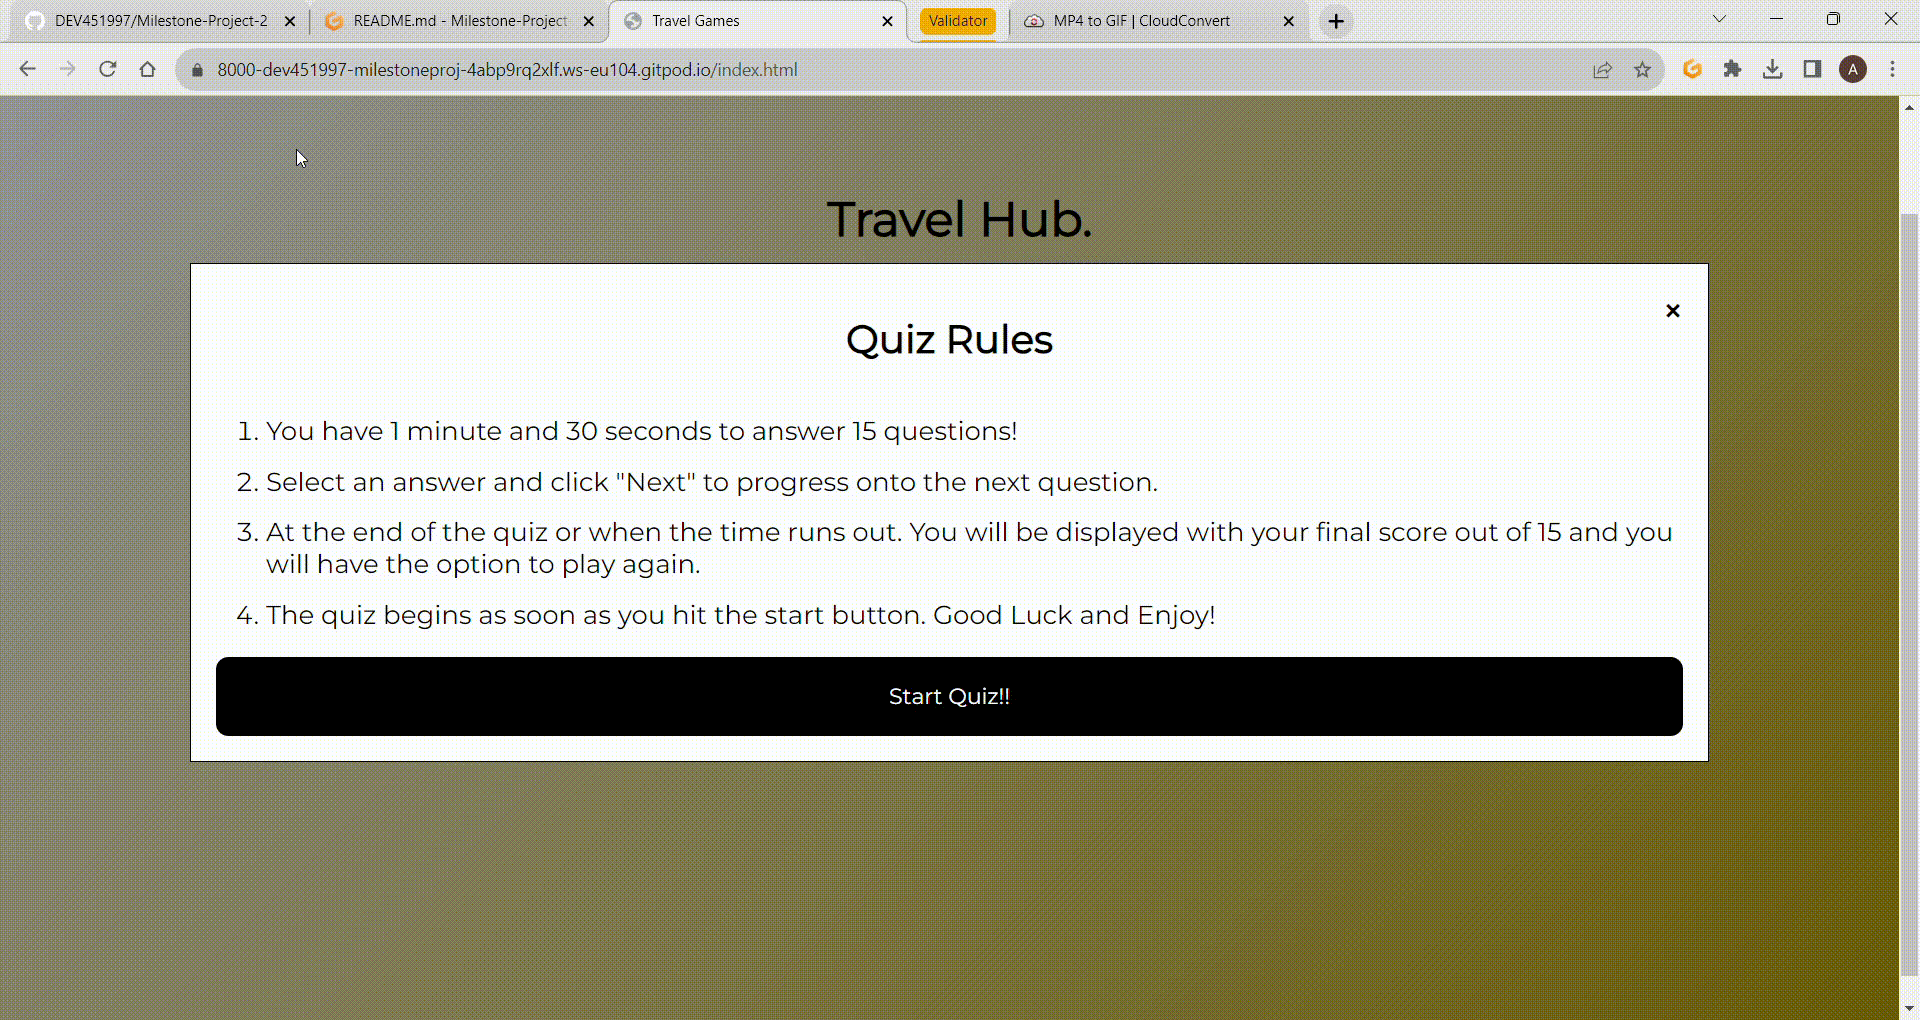 DEV451997/Milestone-Project-2
README.md - Milestone-Project
Travel Games
Validator
MP4 to GIF | CloudConvert
8000-dev451997-milestoneproj-4abp9rq2xlf.ws-eu104.gitpod.io/index.html
A
Travel Hub.
Quiz Rules
1. You have 1 minute and 30 seconds to answer 15 questions!
2. Select an answer and click "Next" to progress onto the next question.
3. At the end of the quiz or when the time runs out. You will be displayed with your final score out of 15 and you
will have the option to play again.
4. The quiz begins as soon as you hit the start button. Good Luck and Enjoy!
Start Quiz!!